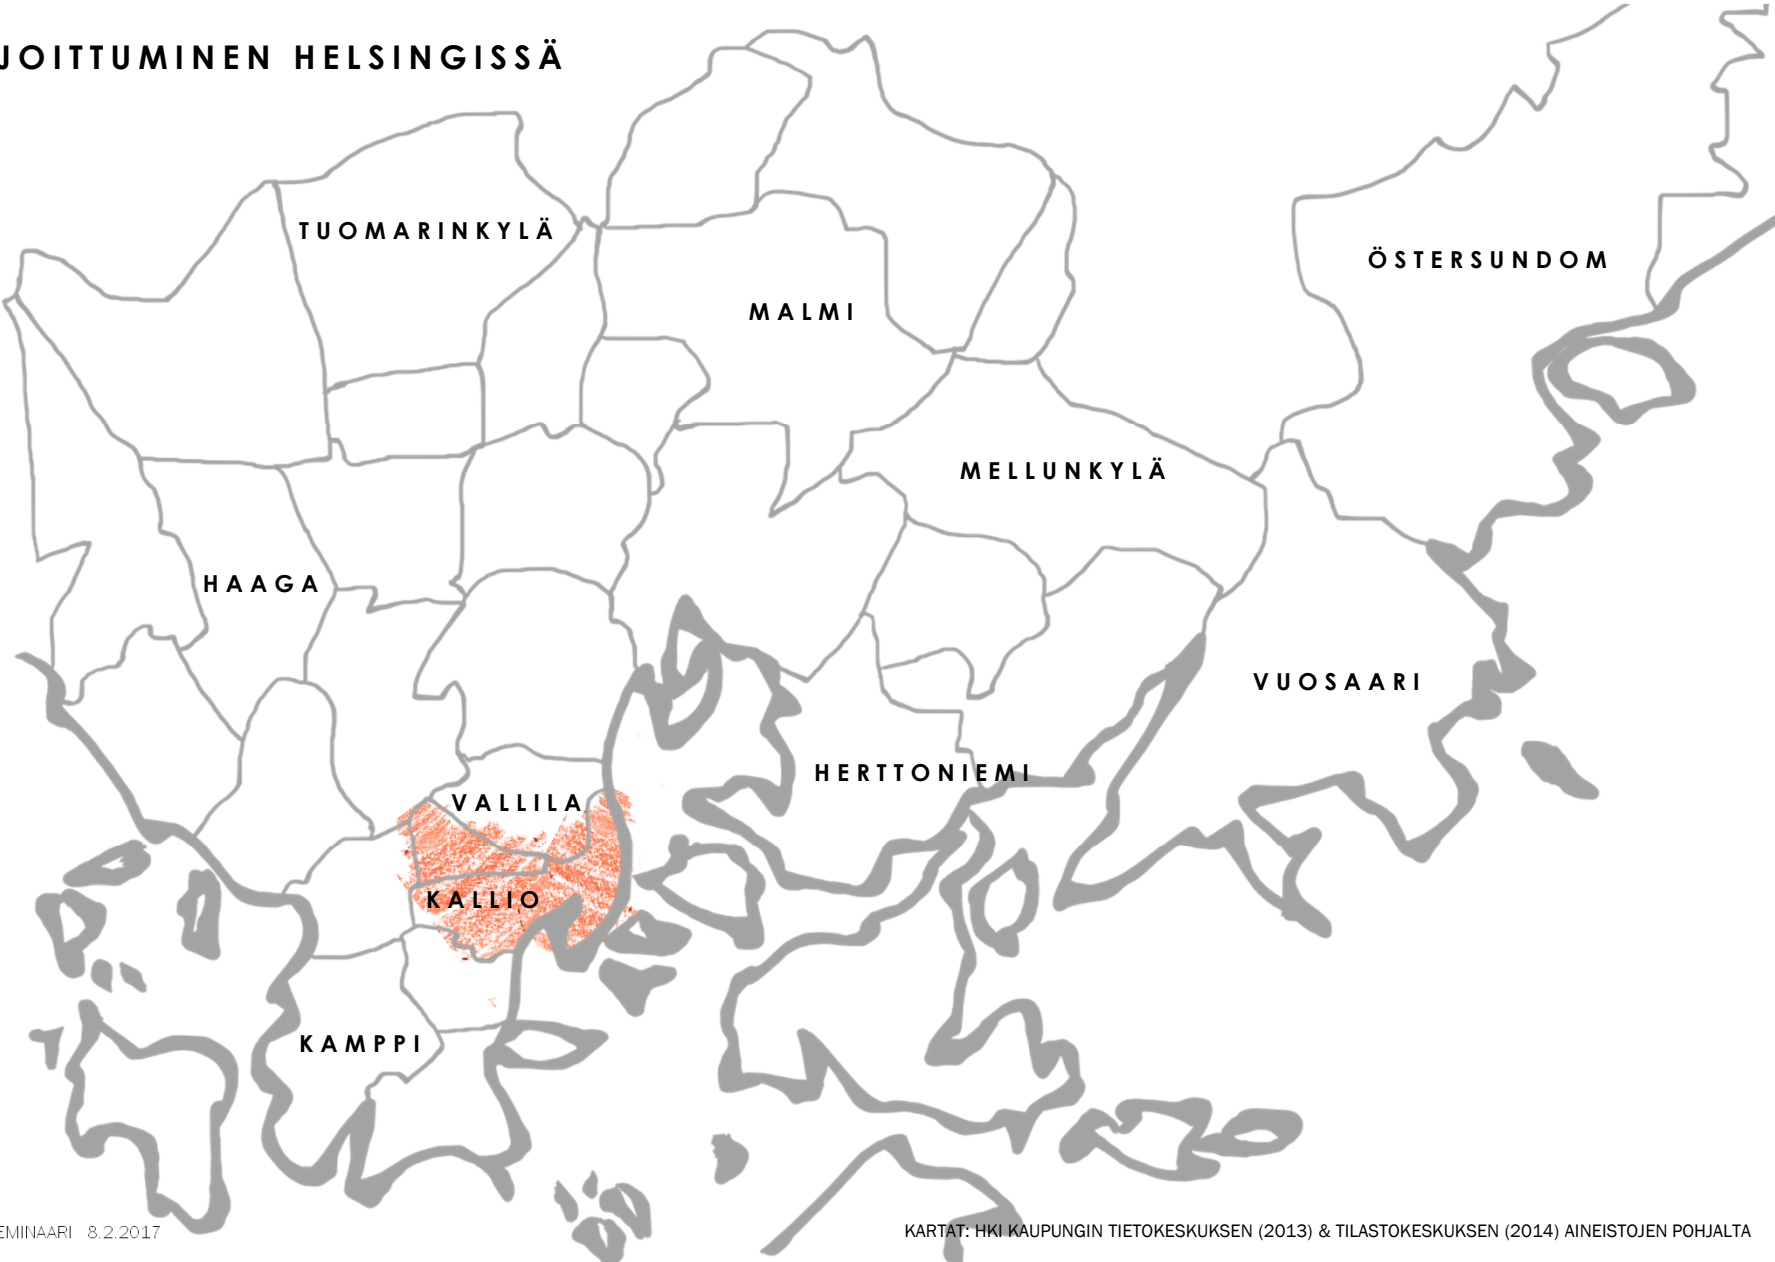 JOITTUMINEN HELSINGISSÄ
TUOMARINKYLÄ
ÖSTERSUNDOM
MALMI
MELLUNKYLÄ
HAAGA
VUOSAARI
HERTTONIEMI
VALLILA
KALLIO
KAMPPI
EMINAARI 8.2.2017
KARTAT: HKI KAUPUNGIN TIETOKESKUKSEN (2013) & TILASTOKESKUKSEN (2014) AINEISTOJEN POHJALTA